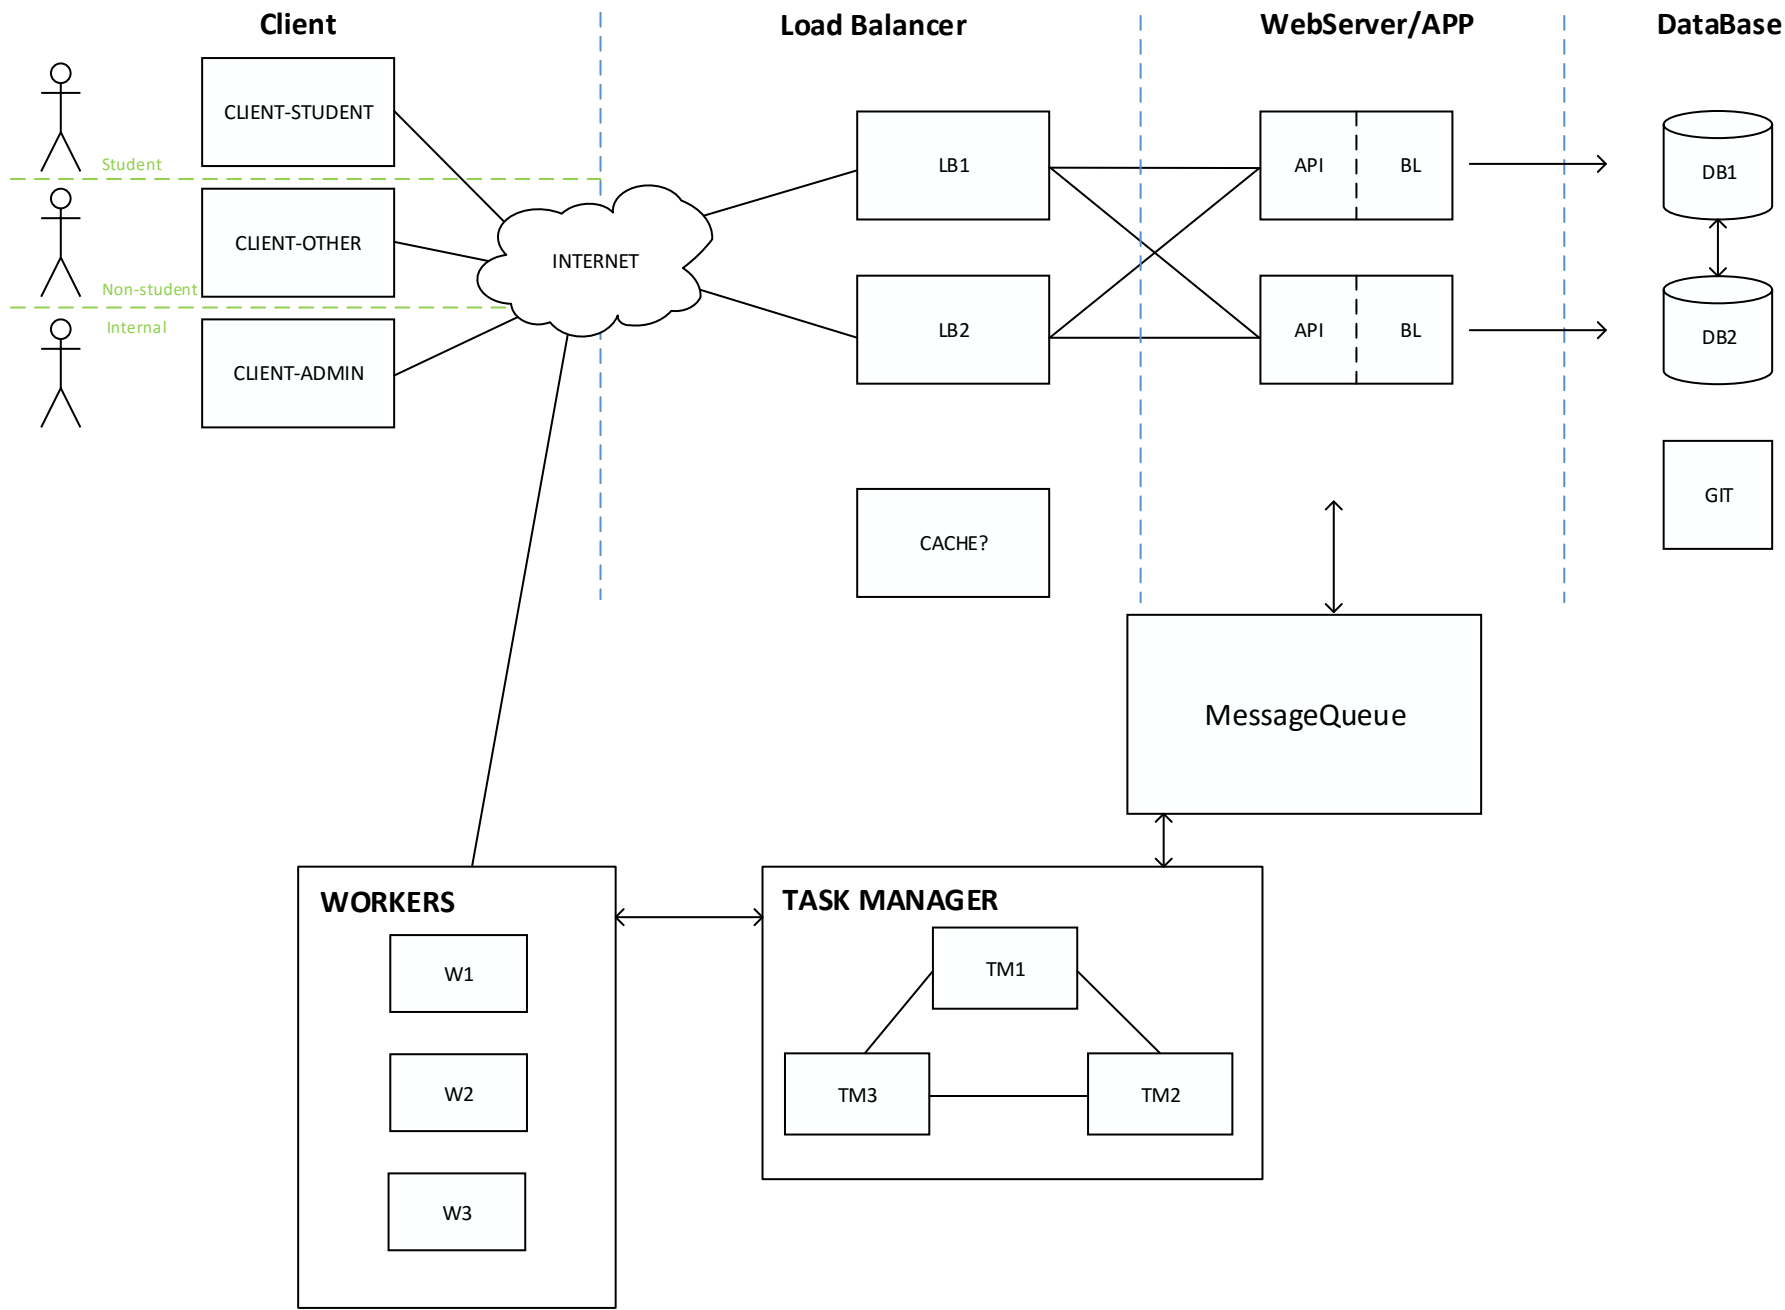 Client
Load Balancer
WebServer/APP
DataBase
CLIENT-STUDENT
Student
CLIENT-OTHER
Non-student
Internal
CLIENT-ADMIN
INTERNET
LB1
LB2
CACHE?
API
BL
API
BL
DB1
DB2
GIT
MessageQueue
WORKERS
W1
W2
W3
TASK MANAGER
TM1
TM3
TM2